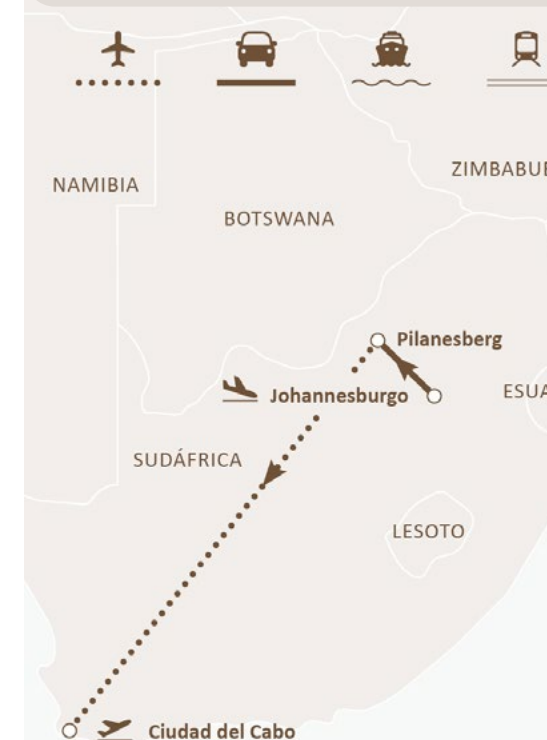 NAMIBIA
ZIMBABUE
BOTSWANA
Pilanesberg
Johannesburgo
ESUA
SUDÁFRICA
LESOTO
Ciudad del Cabo